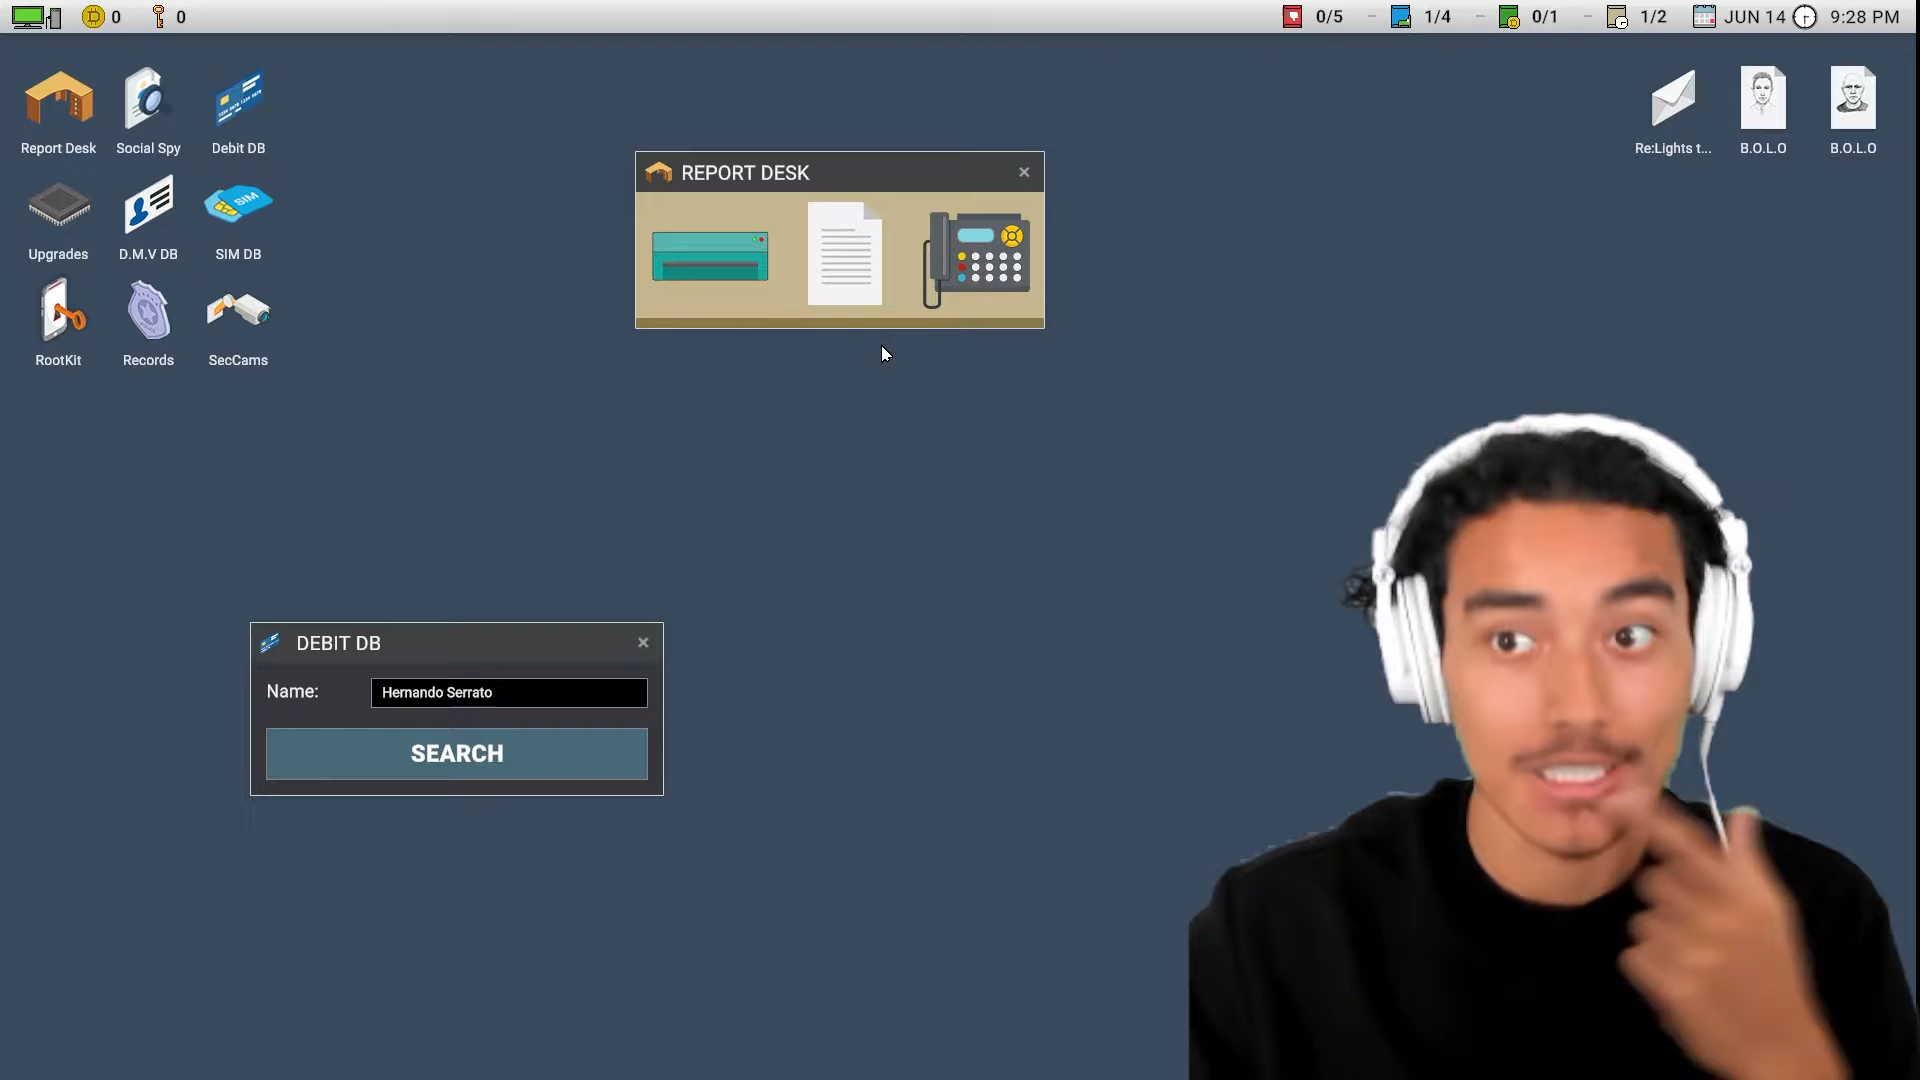 0
0
0/5
1/4
0/1
1/2
JUN 14
9:28 PM
Report Desk
Social Spy
Debit DB
Re:Lights t...
B.O.L.O
B.O.L.O
Upgrades
D.M.V DB
SIM
SIM DB
RootKit
Records
SecCams
REPORT DESK
DEBIT DB
Name:
Hernando Serrato
SEARCH